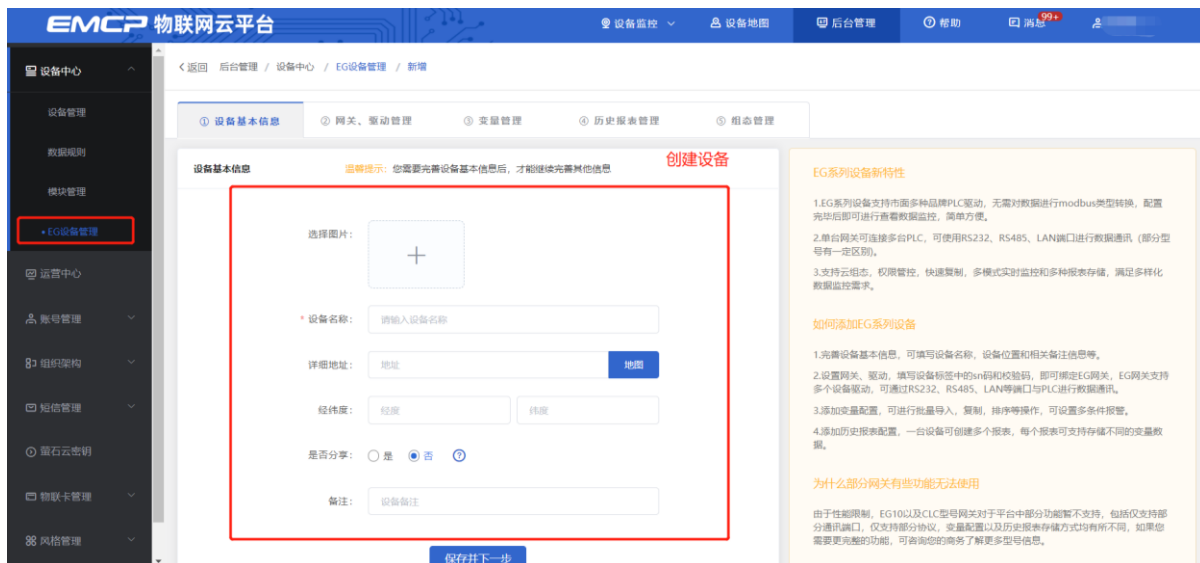 EMCP 物联网云平台
设备监控
设备地图
后台管理
帮助
消息
99+
设备中心
设备管理
数据规则
模块管理
• EG设备管理
运营中心
账号管理
组织架构
短信管理
萤石云密钥
物联卡管理
风格管理
返回 后台管理 / 设备中心 / EG设备管理 / 新增
① 设备基本信息
② 网关、驱动管理
③ 变量管理
④ 历史报表管理
⑤ 组态管理
设备基本信息
温馨提示：您需要完善设备基本信息后，才能继续完善其他信息
创建设备
选择图片：
* 设备名称：
请输入设备名称
详细地址：
地址
地图
经纬度：
经度
纬度
是否分享：
是
否
?
备注：
设备备注
保存并下一步
EG系列设备新特性
1.EG系列设备支持市面多种品牌PLC驱动，无需对数据进行modbus类型转换，配置
完毕后即可进行查看数据监控，简单方便。
2.单台网关可连接多台PLC，可使用RS232、RS485、LAN端口进行数据通讯（部分型
号有一定区别)。
3.支持云组态，权限管控，快速复制，多模式实时监控和多种报表存储，满足多样化
数据监控需求。
如何添加EG系列设备
1.完善设备基本信息，可填写设备名称，设备位置和相关备注信息等。
2.设置网关、驱动，填写设备标签中的sn码和校验码，即可绑定EG网关，EG网关支持
多个设备驱动，可通过RS232、RS485、LAN等端口与PLC进行数据通讯。
3.添加变量配置，可进行批量导入，复制，排序等操作，可设置多条件报警。
4.添加历史报表配置，一台设备可创建多个报表，每个报表可支持存储不同的变量数
据。
为什么部分网关有些功能无法使用
由于性能限制，EG10以及CLC型号网关对于平台中部分功能暂不支持，包括仅支持部
分通讯端口，仅支持部分协议，变量配置以及历史报表存储方式均有所不同，如果您
需要更完整的功能，可咨询您的商务了解更多型号信息。